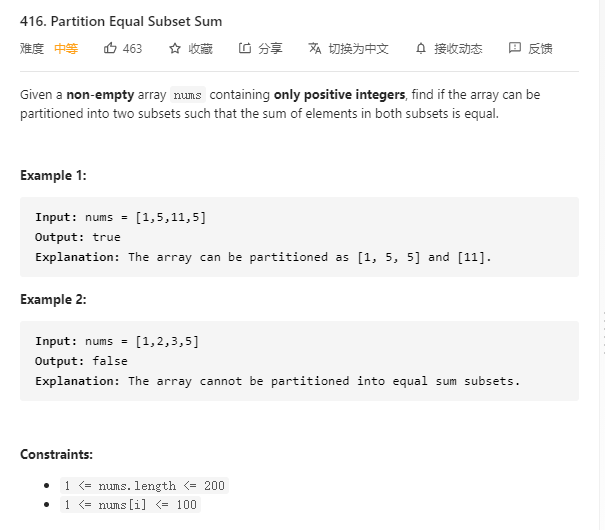 416. Partition Equal Subset Sum
难度 中等 463 收藏 分享 切换为中文 接收动态 反馈
Given a non-empty array nums containing only positive integers, find if the array can be
partitioned into two subsets such that the sum of elements in both subsets is equal.
Example 1:
Input: nums = [1,5,11,5]
Output: true
Explanation: The array can be partitioned as [1, 5, 5] and [11].
Example 2:
Input: nums = [1,2,3,5]
Output: false
Explanation: The array cannot be partitioned into equal sum subsets.
Constraints:
1 <= nums.length <= 200
1 <= nums[i] <= 100